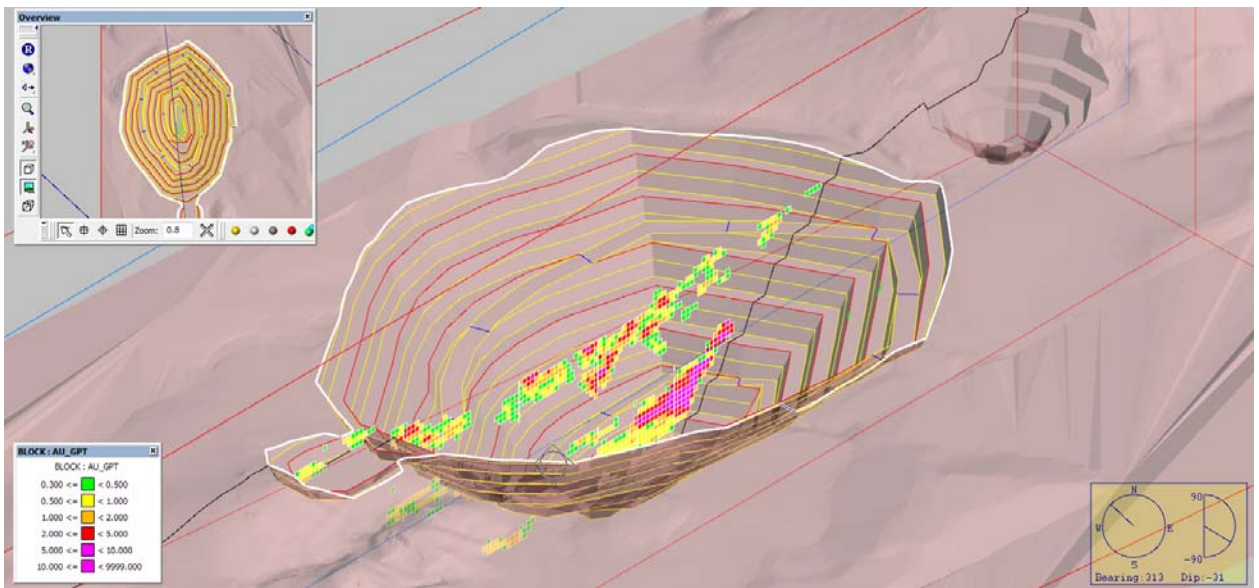 Overview
R
Zoom: 0.8
BLOCK : AU_GPT
BLOCK : AU_GPT
0.300 <= < 0.500
0.500 <= < 1.000
1.000 <= < 2.000
2.000 <= < 5.000
5.000 <= < 10.000
10.000 <= < 9999.000
N
90
W
E
S
-90
Bearing:313 Dip:-31